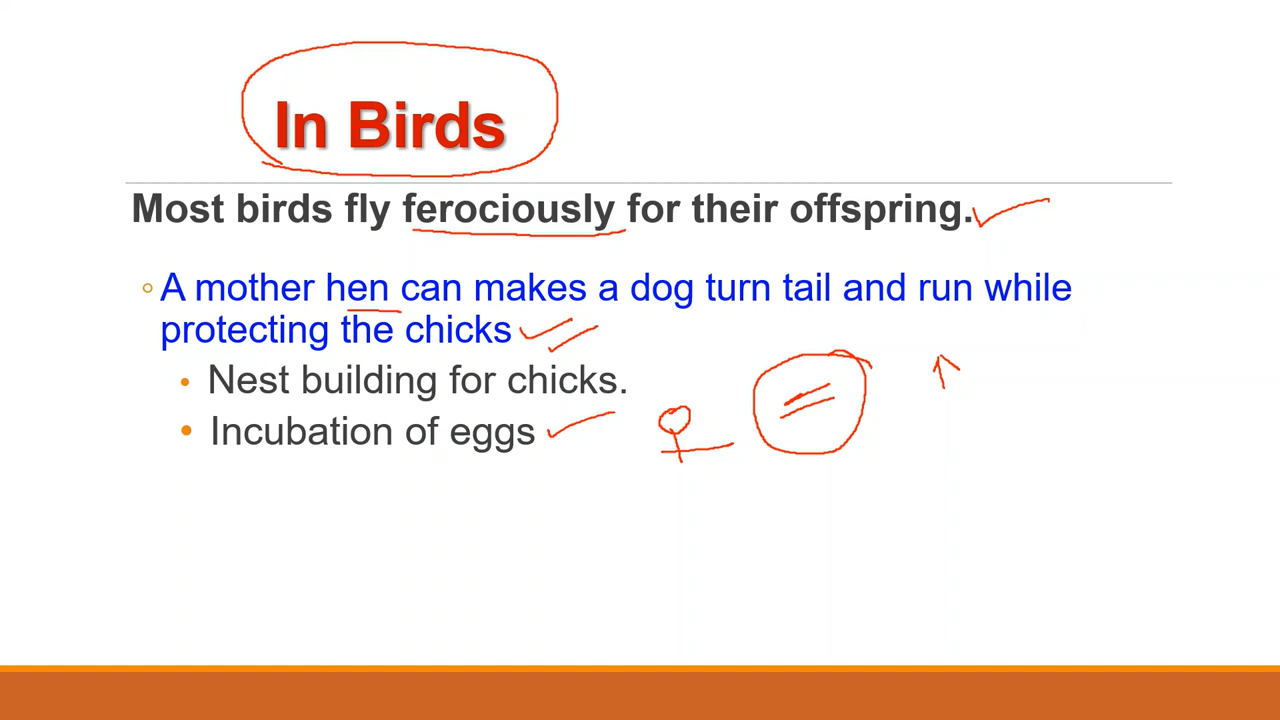 In Birds
Most birds fly ferociously for their offspring.
A mother hen can makes a dog turn tail and run while
protecting the chicks
Nest building for chicks.
Incubation of eggs